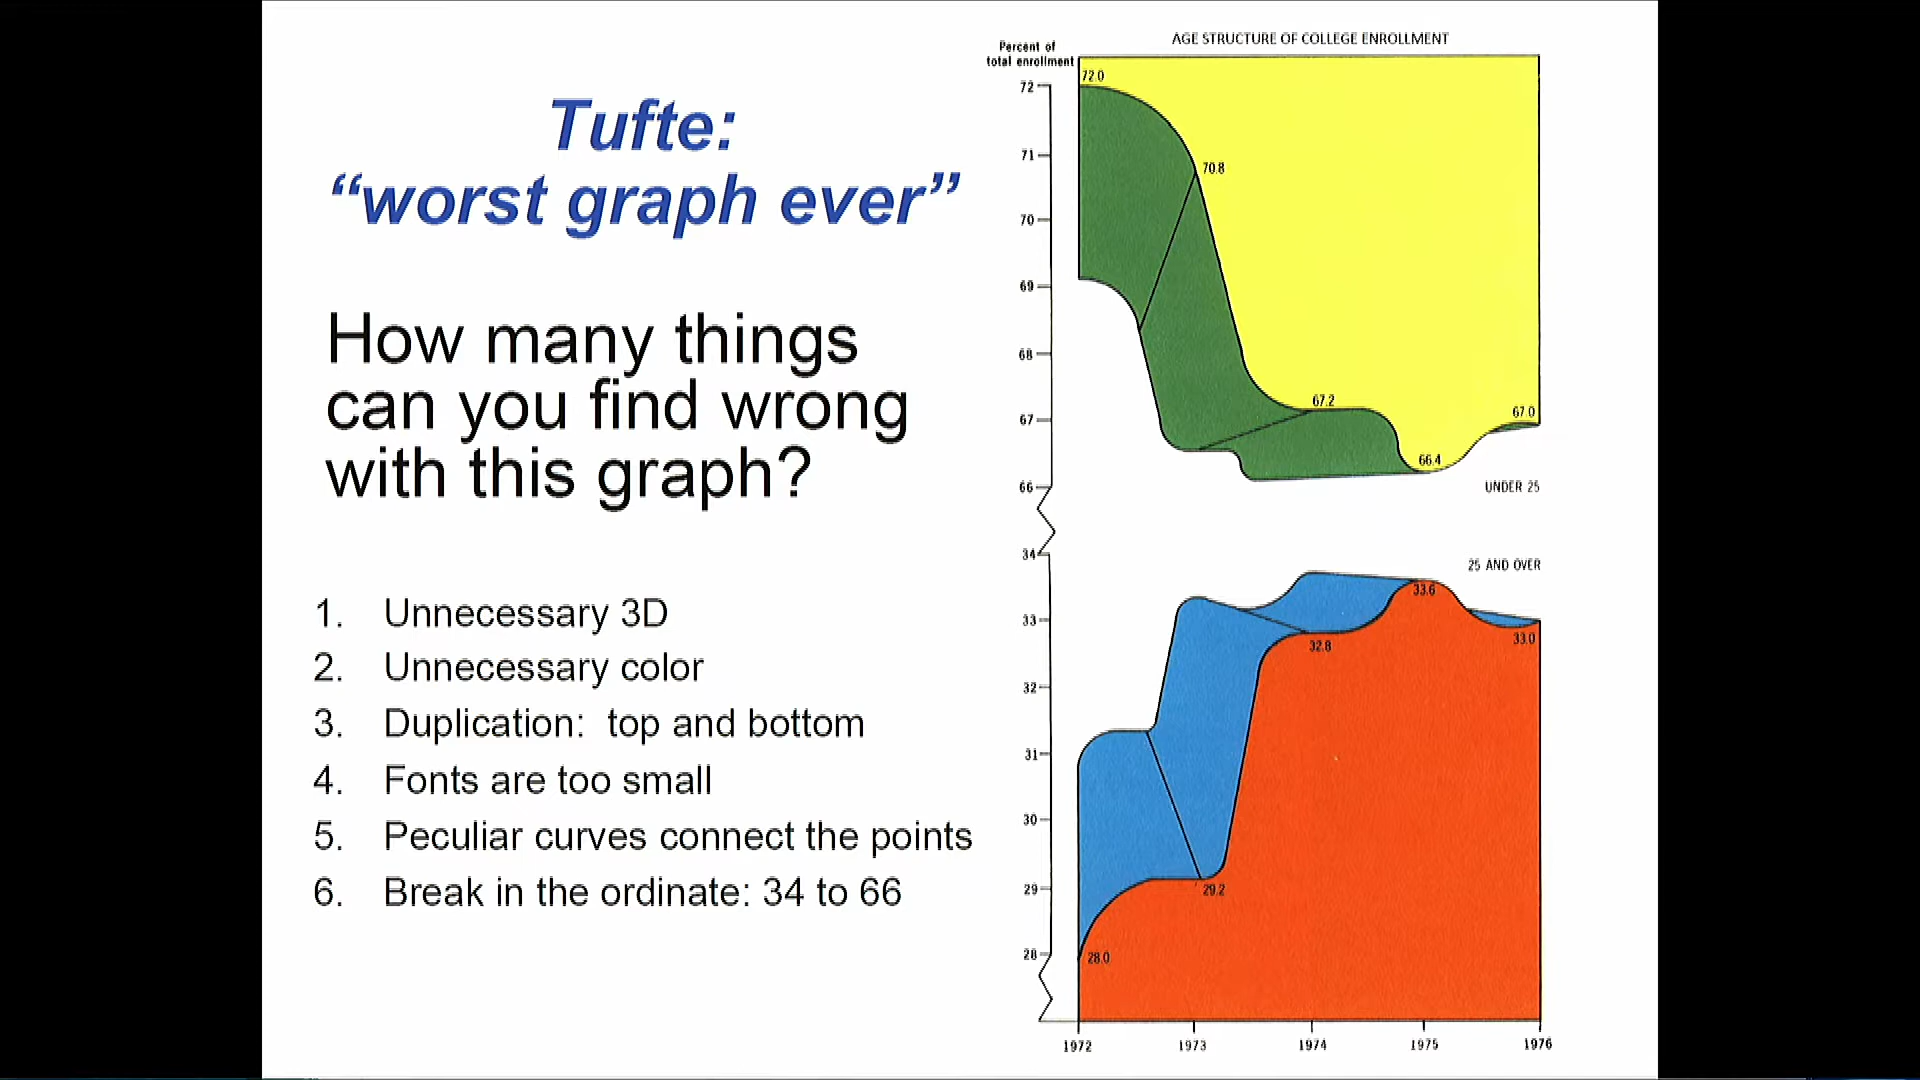 Tufte:
“worst graph ever”
How many things
can you find wrong
with this graph?
1. Unnecessary 3D
2. Unnecessary color
3. Duplication: top and bottom
4. Fonts are too small
5. Peculiar curves connect the points
6. Break in the ordinate: 34 to 66
AGE STRUCTURE OF COLLEGE ENROLLMENT
Percent of
total enrollment
72.0
72
71
70.8
70
69
68
67.2
67
67.0
66.4
66
UNDER 25
34
25 AND OVER
33.6
33
33.0
32.8
32
31
30
29
29.2
28
28.0
1972 1973 1974 1975 1976